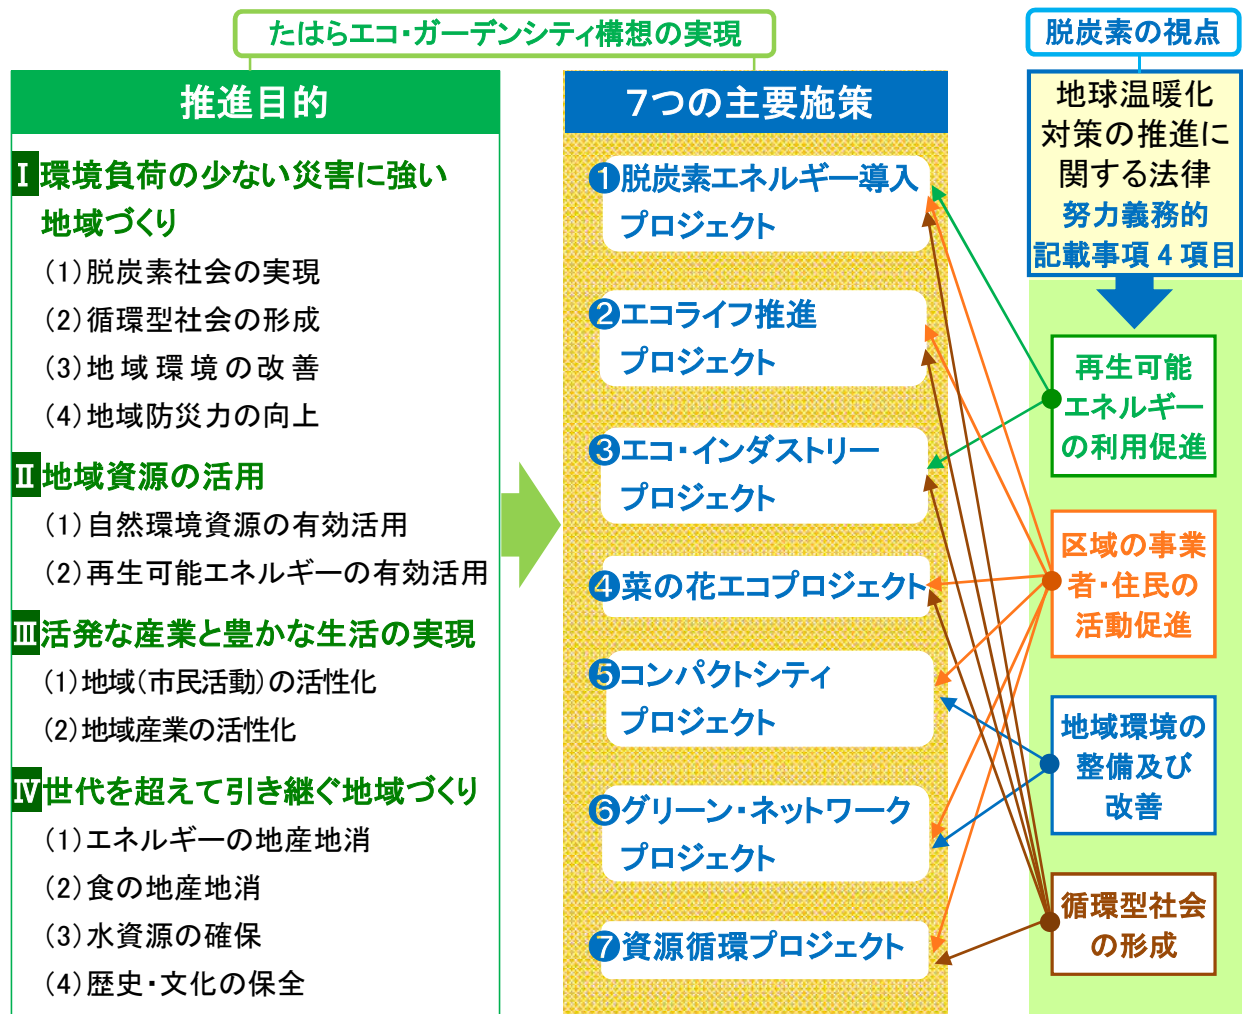 たはらエコ・ガーデンシティ構想の実現
推進目的
Ⅰ環境負荷の少ない災害に強い
地域づくり
(1)脱炭素社会の実現
(2)循環型社会の形成
(3)地域環境の改善
(4)地域防災力の向上
Ⅱ地域資源の活用
(1)自然環境資源の有効活用
(2)再生可能エネルギーの有効活用
Ⅲ活発な産業と豊かな生活の実現
(1)地域(市民活動)の活性化
(2)地域産業の活性化
Ⅳ世代を超えて引き継ぐ地域づくり
(1)エネルギーの地産地消
(2)食の地産地消
(3)水資源の確保
(4)歴史・文化の保全
7つの主要施策
❶脱炭素エネルギー導入
プロジェクト
❷エコライフ推進
プロジェクト
❸エコ・インダストリー
プロジェクト
❹菜の花エコプロジェクト
❺コンパクトシティ
プロジェクト
❻グリーン・ネットワーク
プロジェクト
❼資源循環プロジェクト
脱炭素の視点
地球温暖化
対策の推進に
関する法律
努力義務的
記載事項4項目
再生可能
エネルギー
の利用促進
区域の事業
者・住民の
活動促進
地域環境の
整備及び
改善
循環型社会
の形成